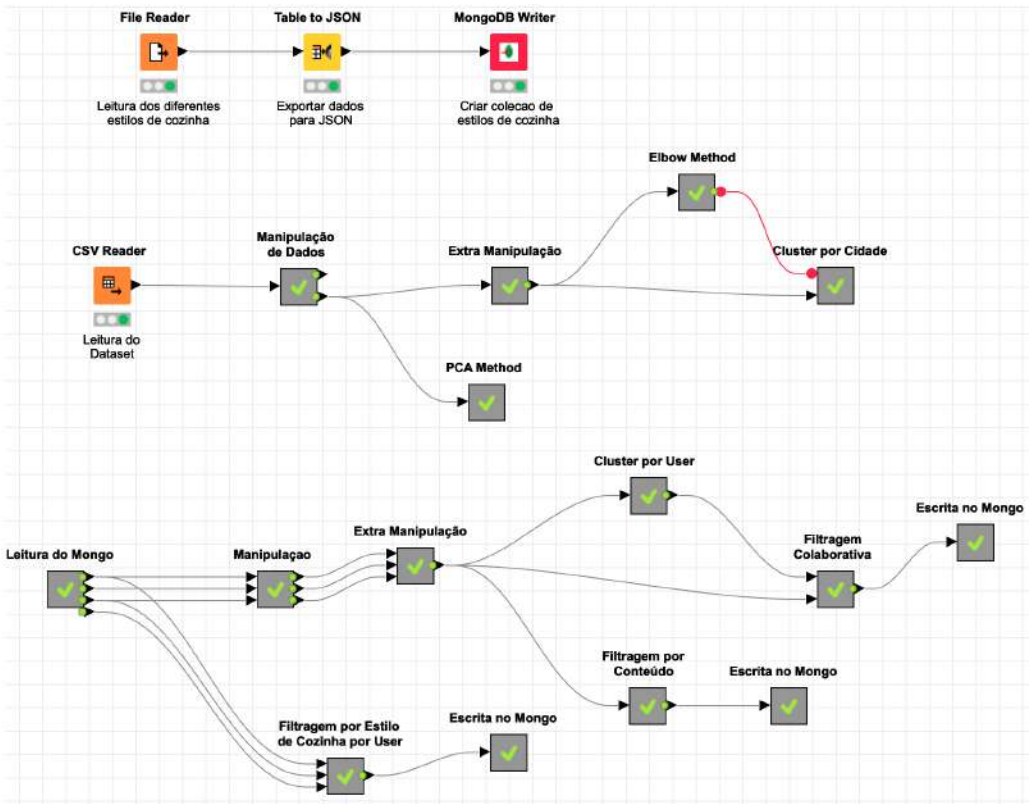 File Reader
Table to JSON
MongoDB Writer
Leitura dos diferentes
estilos de cozinha
Exportar dados
para JSON
Criar colecao de
estilos de cozinha
Elbow Method
CSV Reader
Manipulação
de Dados
Extra Manipulação
Cluster por Cidade
Leitura do
Dataset
PCA Method
Cluster por User
Escrita no Mongo
Extra Manipulação
Filtragem
Colaborativa
Leitura do Mongo
Manipulaçao
Filtragem por
Conteúdo
Escrita no Mongo
Filtragem por Estilo
de Cozinha por User
Escrita no Mongo